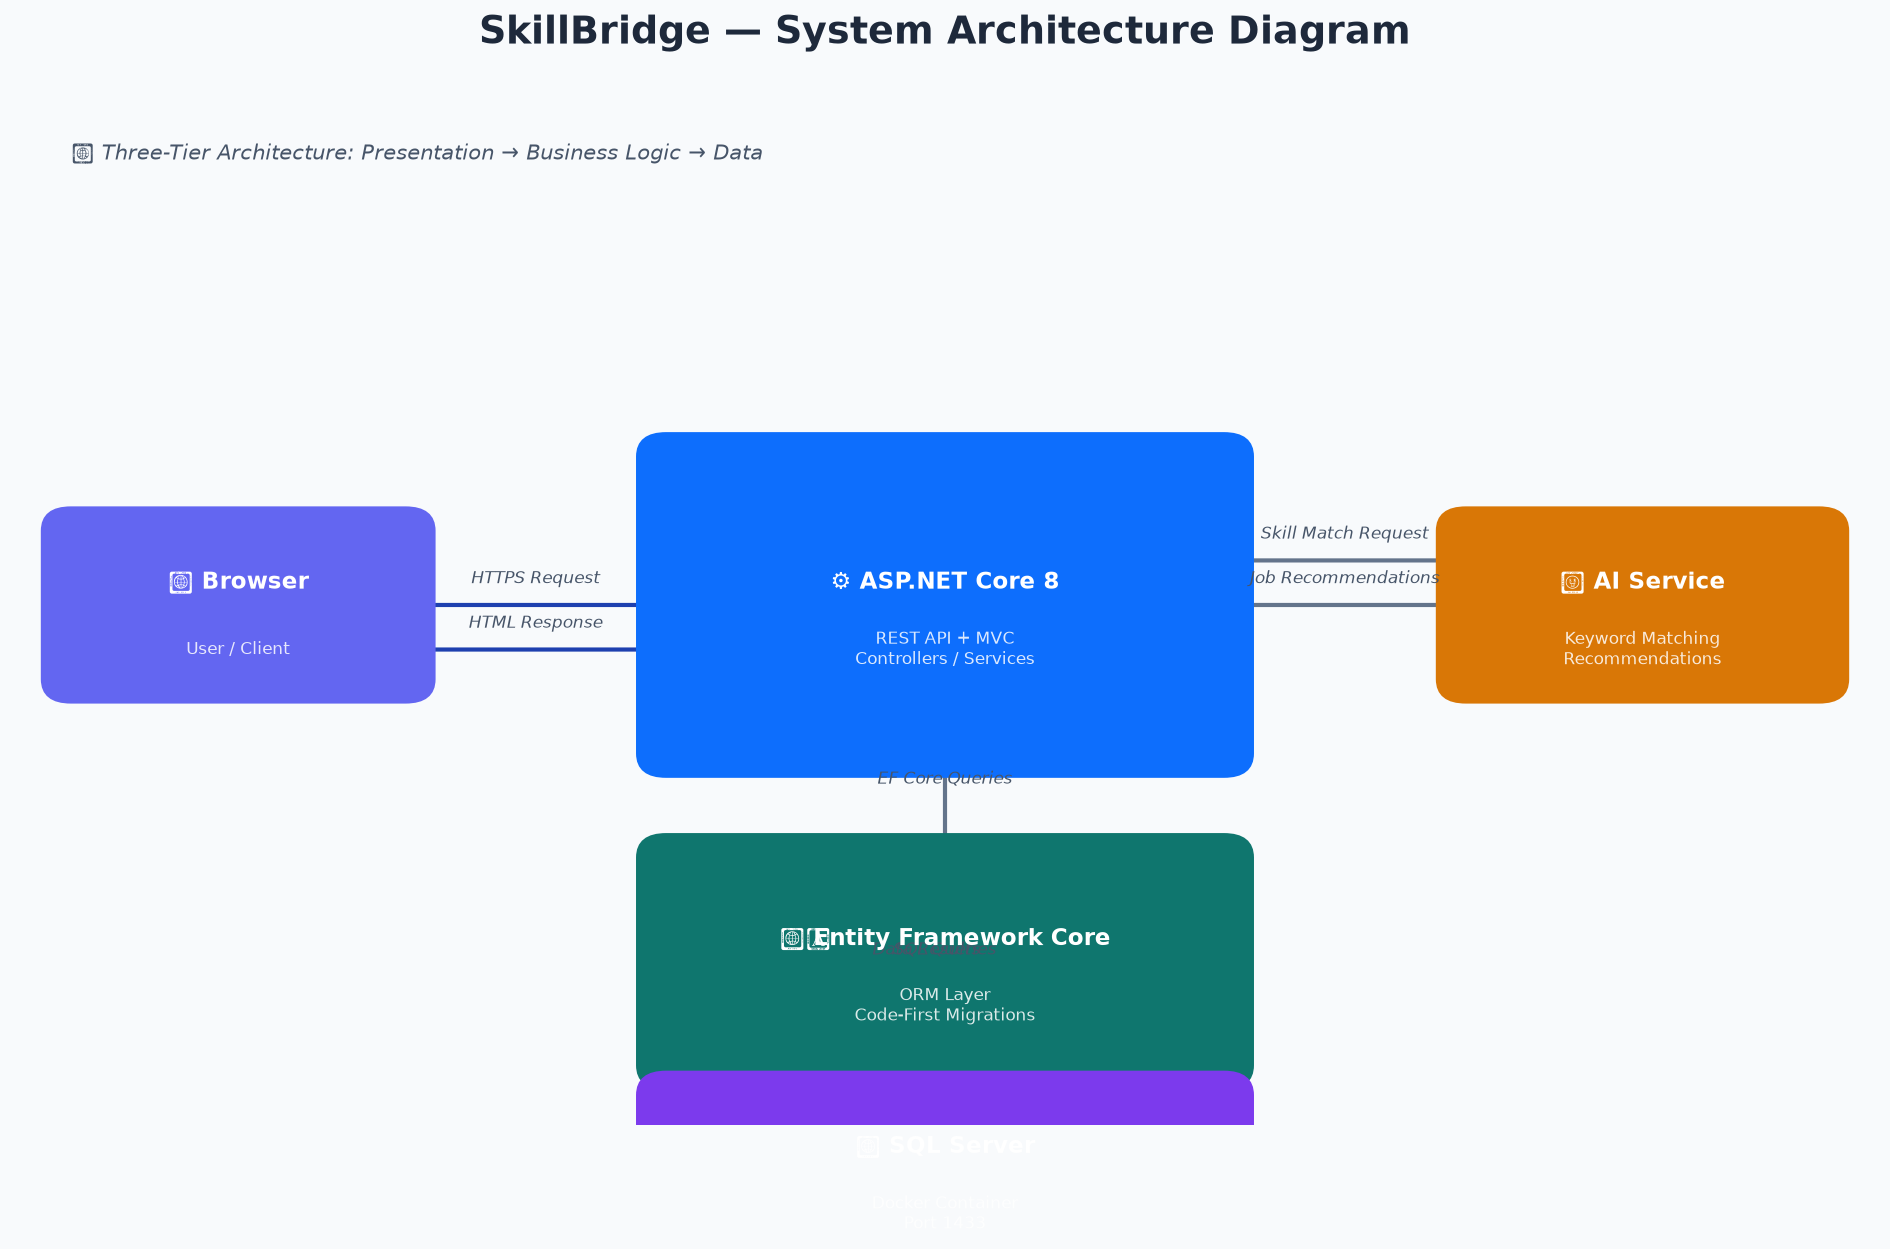 SkillBridge — System Architecture Diagram
Three-Tier Architecture: Presentation → Business Logic → Data
Browser
User / Client
HTTPS Request
HTML Response
⚙ ASP.NET Core 8
REST API + MVC
Controllers / Services
Skill Match Request
Job Recommendations
AI Service
Keyword Matching
Recommendations
EF Core Queries
Entity Framework Core
ORM Layer
Code-First Migrations
SQL Server